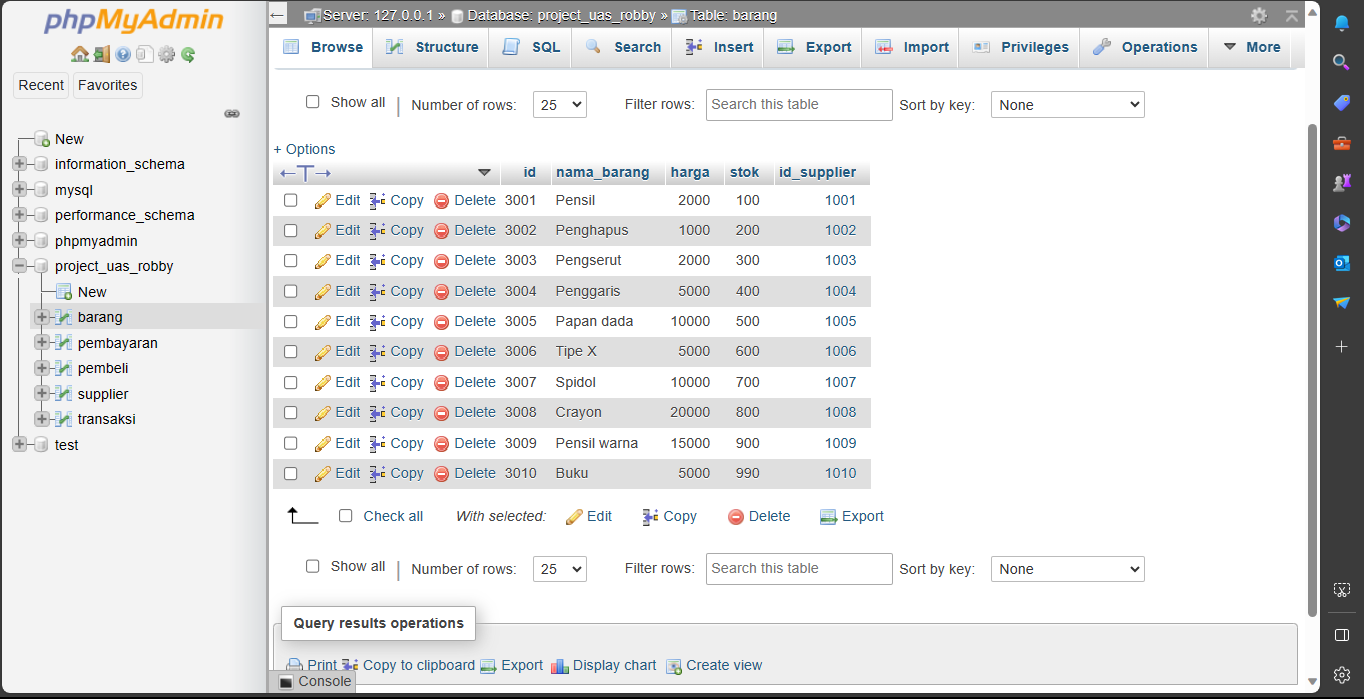 phpMyAdmin
Recent Favorites
New
information_schema
mysql
performance_schema
phpmyadmin
project_uas_robby
New
barang
pembayaran
pembeli
supplier
transaksi
test
Server: 127.0.0.1 » Database: project_uas_robby » Table: barang
Browse Structure SQL Search Insert Export Import Privileges Operations More
Show all Number of rows: 25 Filter rows: Search this table Sort by key: None
+ Options
id nama_barang harga stok id_supplier
Edit Copy Delete 3001 Pensil 2000 100 1001
Edit Copy Delete 3002 Penghapus 1000 200 1002
Edit Copy Delete 3003 Pengserut 2000 300 1003
Edit Copy Delete 3004 Penggaris 5000 400 1004
Edit Copy Delete 3005 Papan dada 10000 500 1005
Edit Copy Delete 3006 Tipe X 5000 600 1006
Edit Copy Delete 3007 Spidol 10000 700 1007
Edit Copy Delete 3008 Crayon 20000 800 1008
Edit Copy Delete 3009 Pensil warna 15000 900 1009
Edit Copy Delete 3010 Buku 5000 990 1010
Check all With selected: Edit Copy Delete Export
Show all Number of rows: 25 Filter rows: Search this table Sort by key: None
Query results operations
Print Copy to clipboard Export Display chart Create view
Console